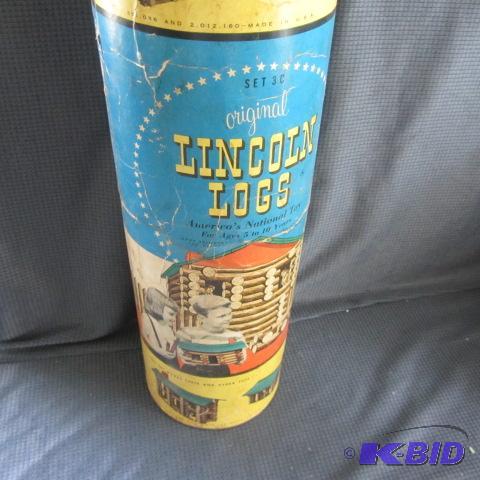 AND 2,012,160—MADE IN U.S.A.
SET 3C
original
LINCOLN
LOGS
America's National Toy
For Ages 5 to 10 Years
© K-BID